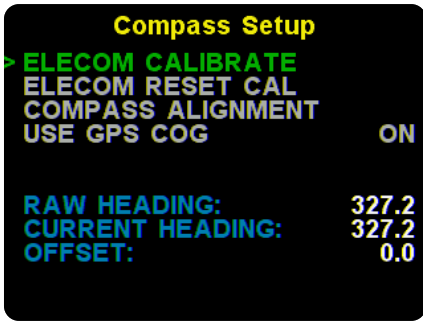 Compass Setup
> ELECOM CALIBRATE
ELECOM RESET CAL
COMPASS ALIGNMENT
USE GPS COG ON
RAW HEADING: 327.2
CURRENT HEADING: 327.2
OFFSET: 0.0